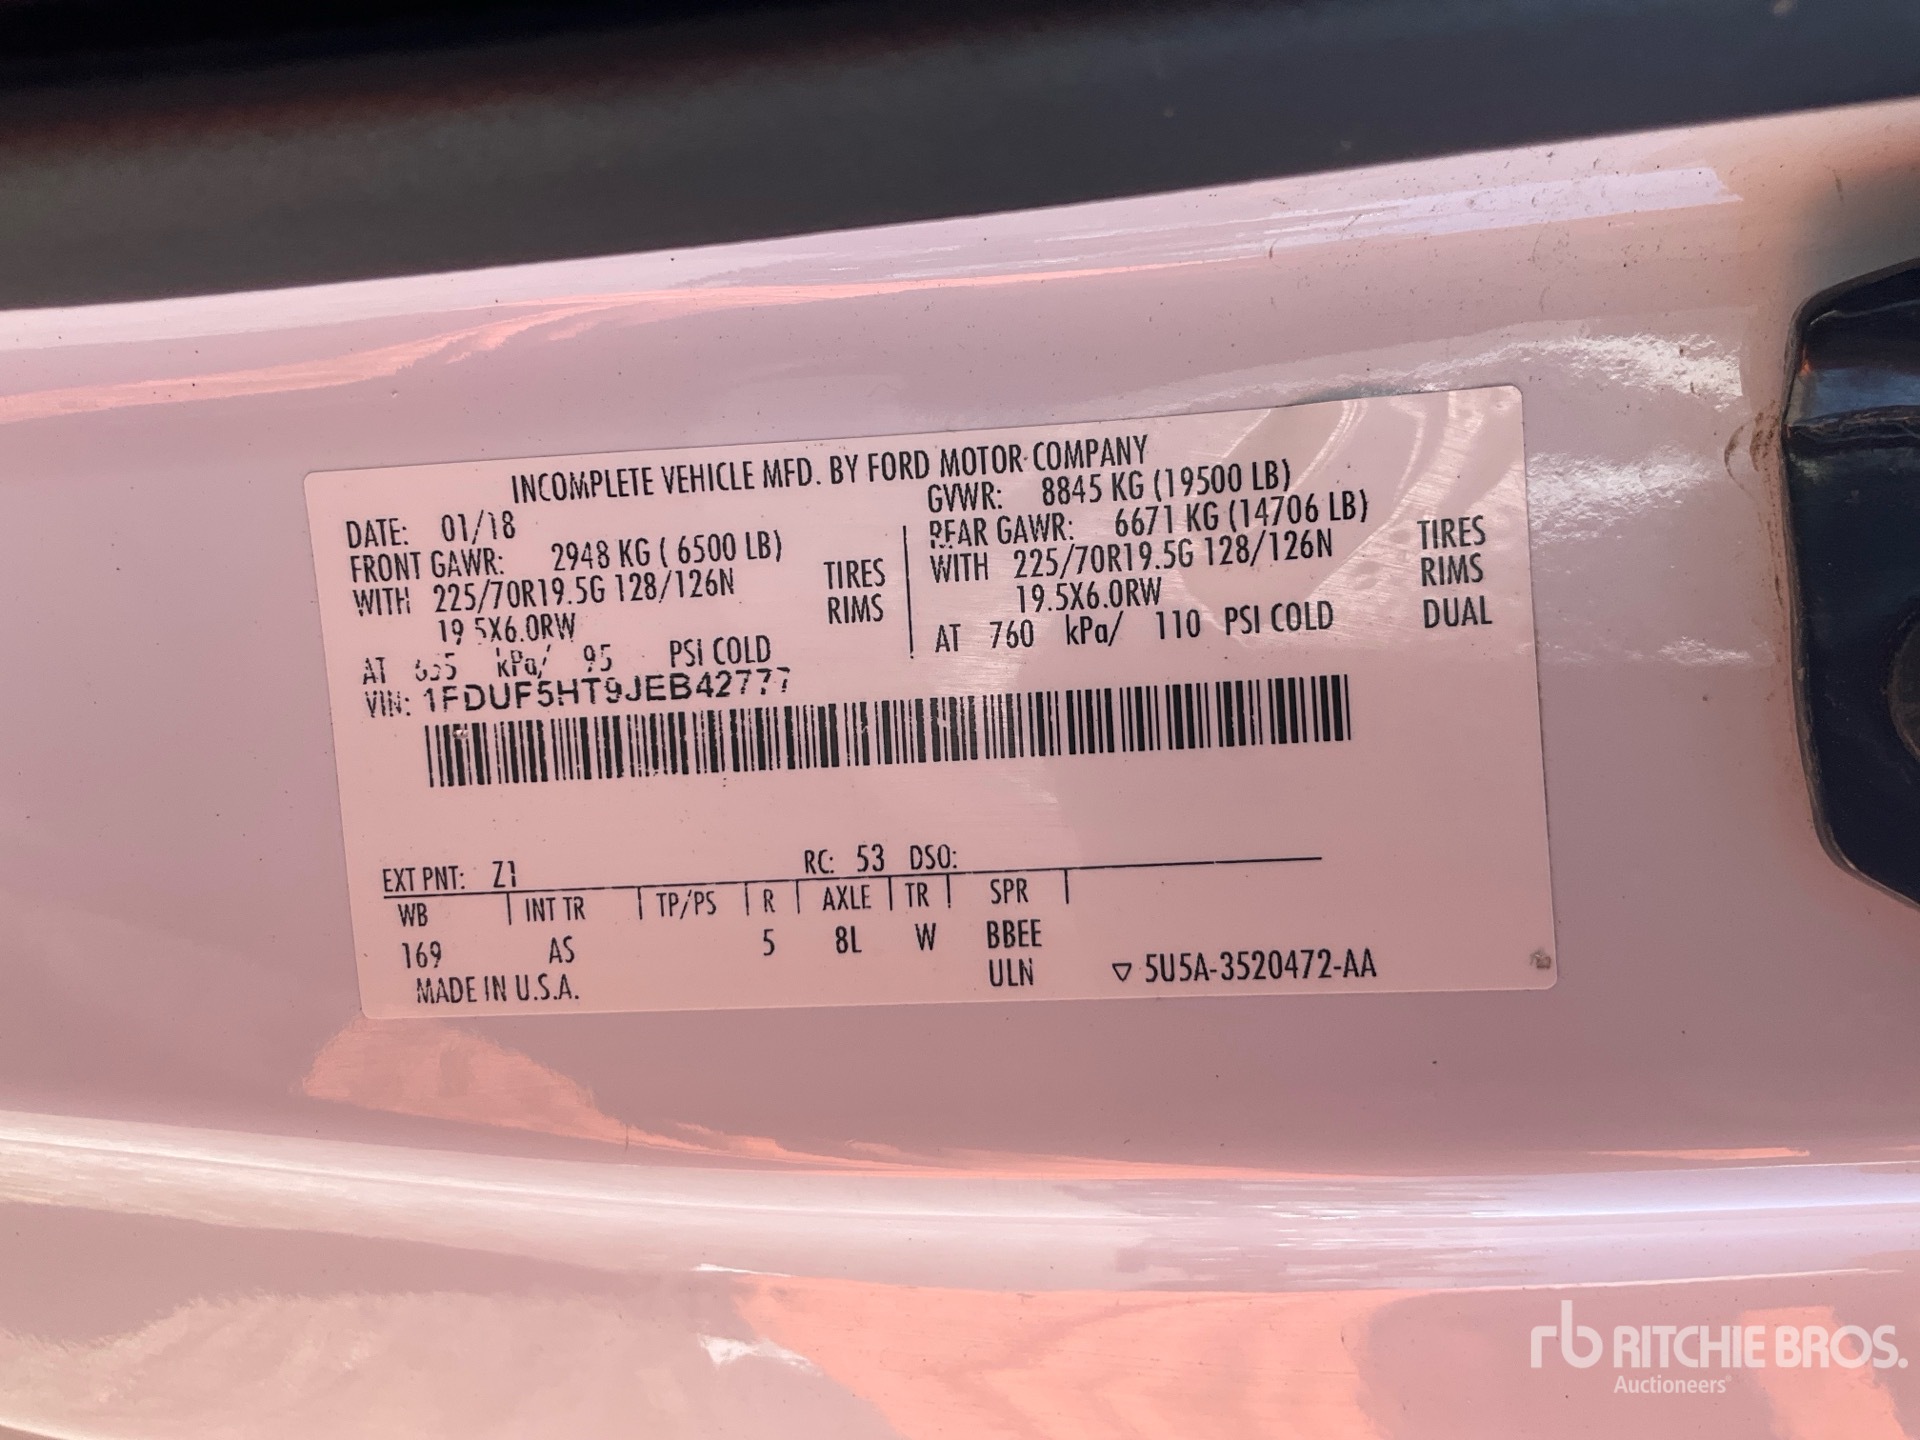 INCOMPLETE VEHICLE MFD. BY FORD MOTOR COMPANY
DATE: 01/18
GVWR: 8845 KG (19500 LB)
FRONT GAWR: 2948 KG ( 6500 LB)
REAR GAWR: 6671 KG (14706 LB)
WITH 225/70R19.5G 128/126N TIRES
WITH 225/70R19.5G 128/126N TIRES
19.5X6.0RW RIMS
19.5X6.0RW RIMS
AT 655 kPa/ 95 PSI COLD
AT 760 kPa/ 110 PSI COLD DUAL
VIN: 1FDUF5HT9JEB42777
EXT PNT: Z1 RC: 53 DSO:
WB INT TR TP/PS R AXLE TR SPR
169 AS 5 8L W BBEE
ULN
MADE IN U.S.A.
▽ 5U5A-3520472-AA
rb RITCHIE BROS.
Auctioneers